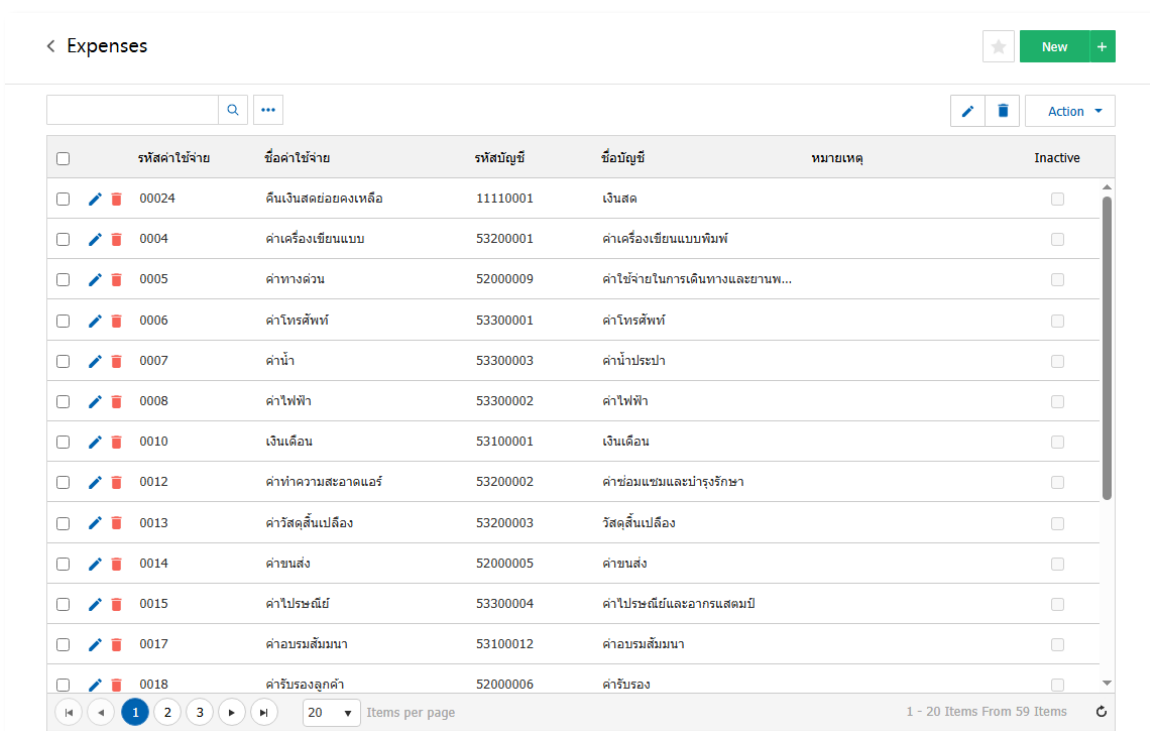 Expenses
New +
Action
รหัสค่าใช้จ่าย ชื่อค่าใช้จ่าย รหัสบัญชี ชื่อบัญชี หมายเหตุ Inactive
00024 คืนเงินสดย่อยคงเหลือ 11110001 เงินสด
0004 ค่าเครื่องเขียนแบบ 53200001 ค่าเครื่องเขียนแบบพิมพ์
0005 ค่าทางด่วน 52000009 ค่าใช้จ่ายในการเดินทางและยานพ...
0006 ค่าโทรศัพท์ 53300001 ค่าโทรศัพท์
0007 ค่าน้ำ 53300003 ค่าน้ำประปา
0008 ค่าไฟฟ้า 53300002 ค่าไฟฟ้า
0010 เงินเดือน 53100001 เงินเดือน
0012 ค่าทำความสะอาดแอร์ 53200002 ค่าซ่อมแซมและบำรุงรักษา
0013 ค่าวัสดุสิ้นเปลือง 53200003 วัสดุสิ้นเปลือง
0014 ค่าขนส่ง 52000005 ค่าขนส่ง
0015 ค่าไปรษณีย์ 53300004 ค่าไปรษณีย์และอากรแสตมป์
0017 ค่าอบรมสัมมนา 53100012 ค่าอบรมสัมมนา
0018 ค่ารับรองลูกค้า 52000006 ค่ารับรอง
1 2 3 20 Items per page 1 - 20 Items From 59 Items